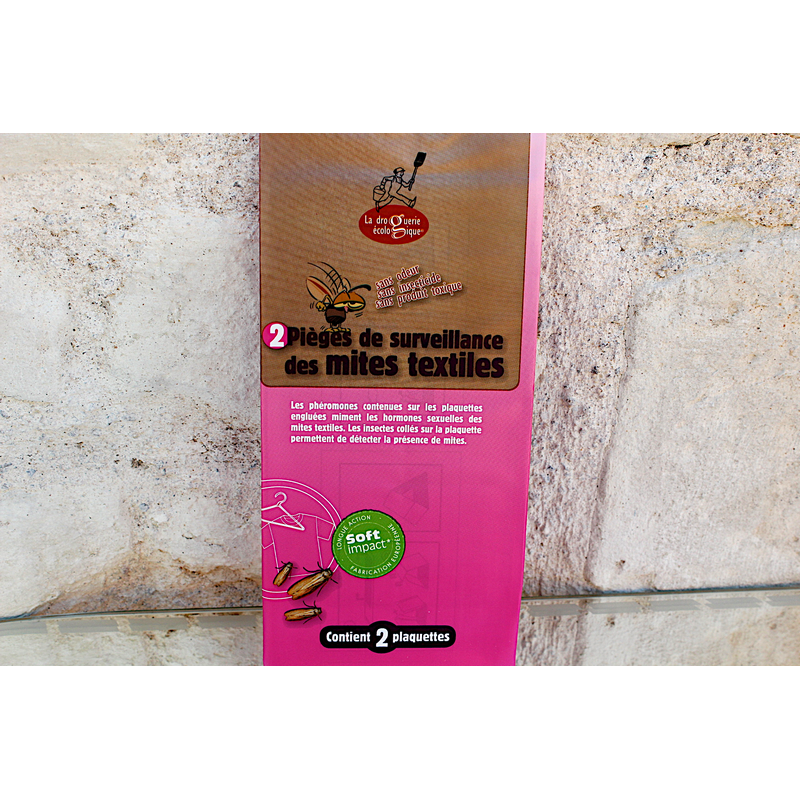 La droguerie
écologique®
sans odeur
sans insecticide
sans produit toxique
2 Pièges de surveillance
des mites textiles
Les phéromones contenues sur les plaquettes
engluées miment les hormones sexuelles des
mites textiles. Les insectes collés sur la plaquette
permettent de détecter la présence de mites.
LONGUE ACTION
Soft
impact®
FABRICATION EUROPÉENNE
Contient 2 plaquettes